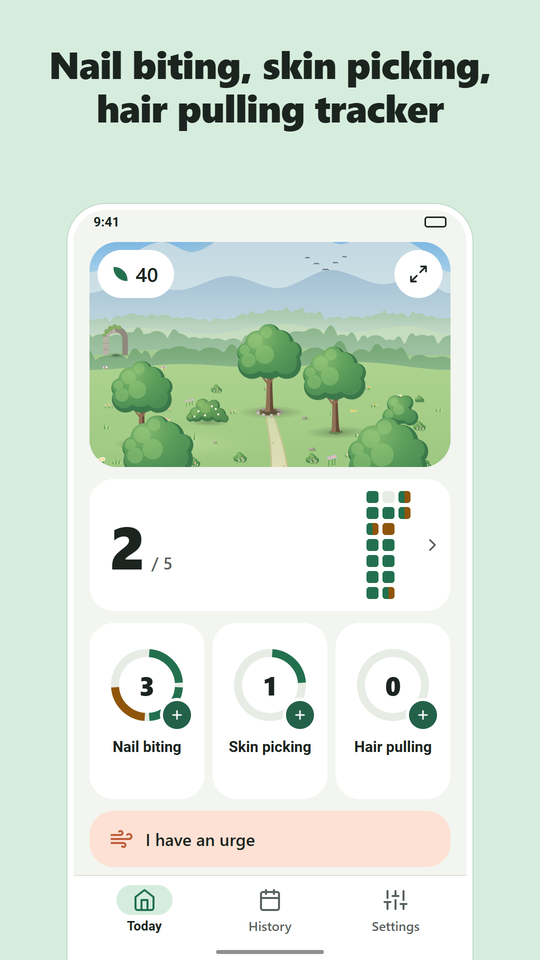 Nail biting, skin picking,
hair pulling tracker
9:41
40
2 / 5
3
1
0
Nail biting
Skin picking
Hair pulling
I have an urge
Today
History
Settings